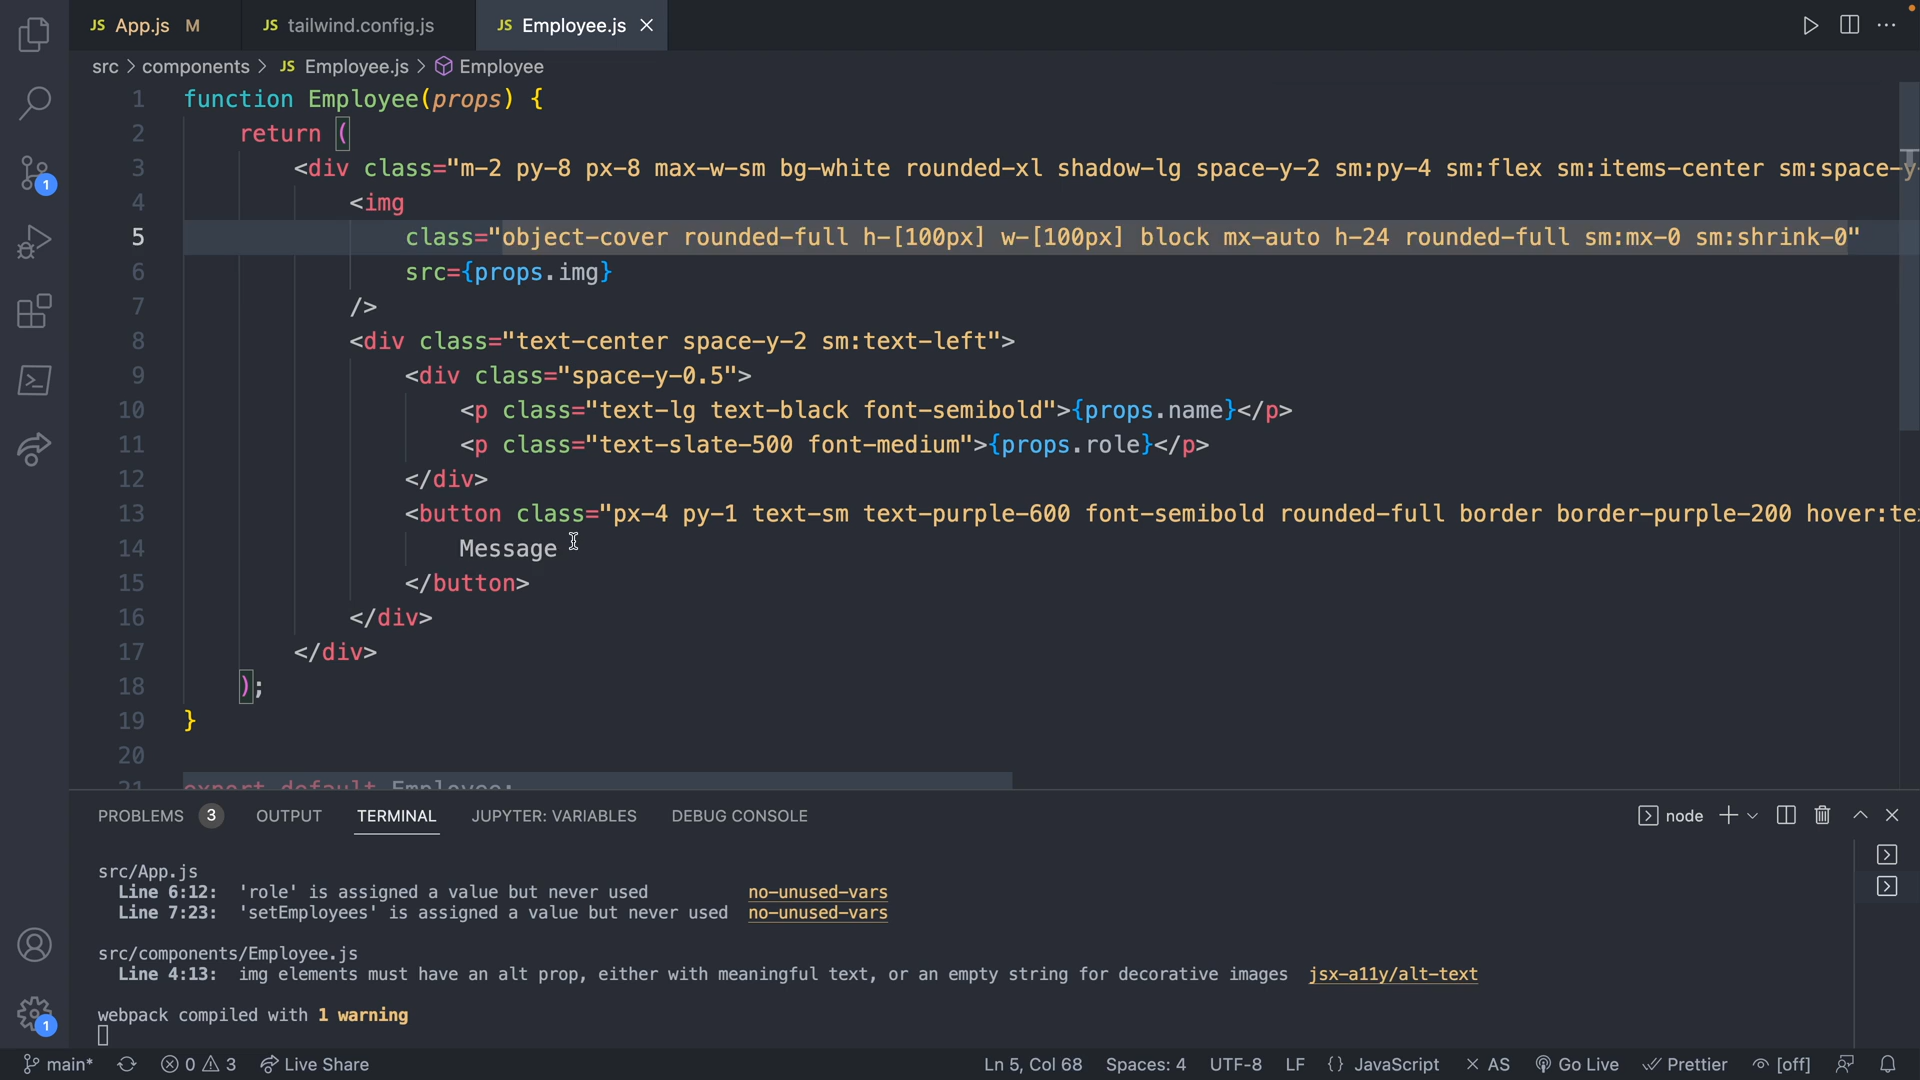 JS App.js M JS tailwind.config.js JS Employee.js
src > components > JS Employee.js > Employee
1 function Employee(props) {
2 return (
3 <div class="m-2 py-8 px-8 max-w-sm bg-white rounded-xl shadow-lg space-y-2 sm:py-4 sm:flex sm:items-center sm:space-y
4 <img
5 class="object-cover rounded-full h-[100px] w-[100px] block mx-auto h-24 rounded-full sm:mx-0 sm:shrink-0"
6 src={props.img}
7 />
8 <div class="text-center space-y-2 sm:text-left">
9 <div class="space-y-0.5">
10 <p class="text-lg text-black font-semibold">{props.name}</p>
11 <p class="text-slate-500 font-medium">{props.role}</p>
12 </div>
13 <button class="px-4 py-1 text-sm text-purple-600 font-semibold rounded-full border border-purple-200 hover:te
14 Message
15 </button>
16 </div>
17 </div>
18 );
19 }
20
21 export default Employee;
PROBLEMS 3 OUTPUT TERMINAL JUPYTER: VARIABLES DEBUG CONSOLE node
src/App.js
Line 6:12: 'role' is assigned a value but never used no-unused-vars
Line 7:23: 'setEmployees' is assigned a value but never used no-unused-vars
src/components/Employee.js
Line 4:13: img elements must have an alt prop, either with meaningful text, or an empty string for decorative images jsx-a11y/alt-text
webpack compiled with 1 warning
1
1
main* 0 3 Live Share Ln 5, Col 68 Spaces: 4 UTF-8 LF {} JavaScript AS Go Live Prettier [off]